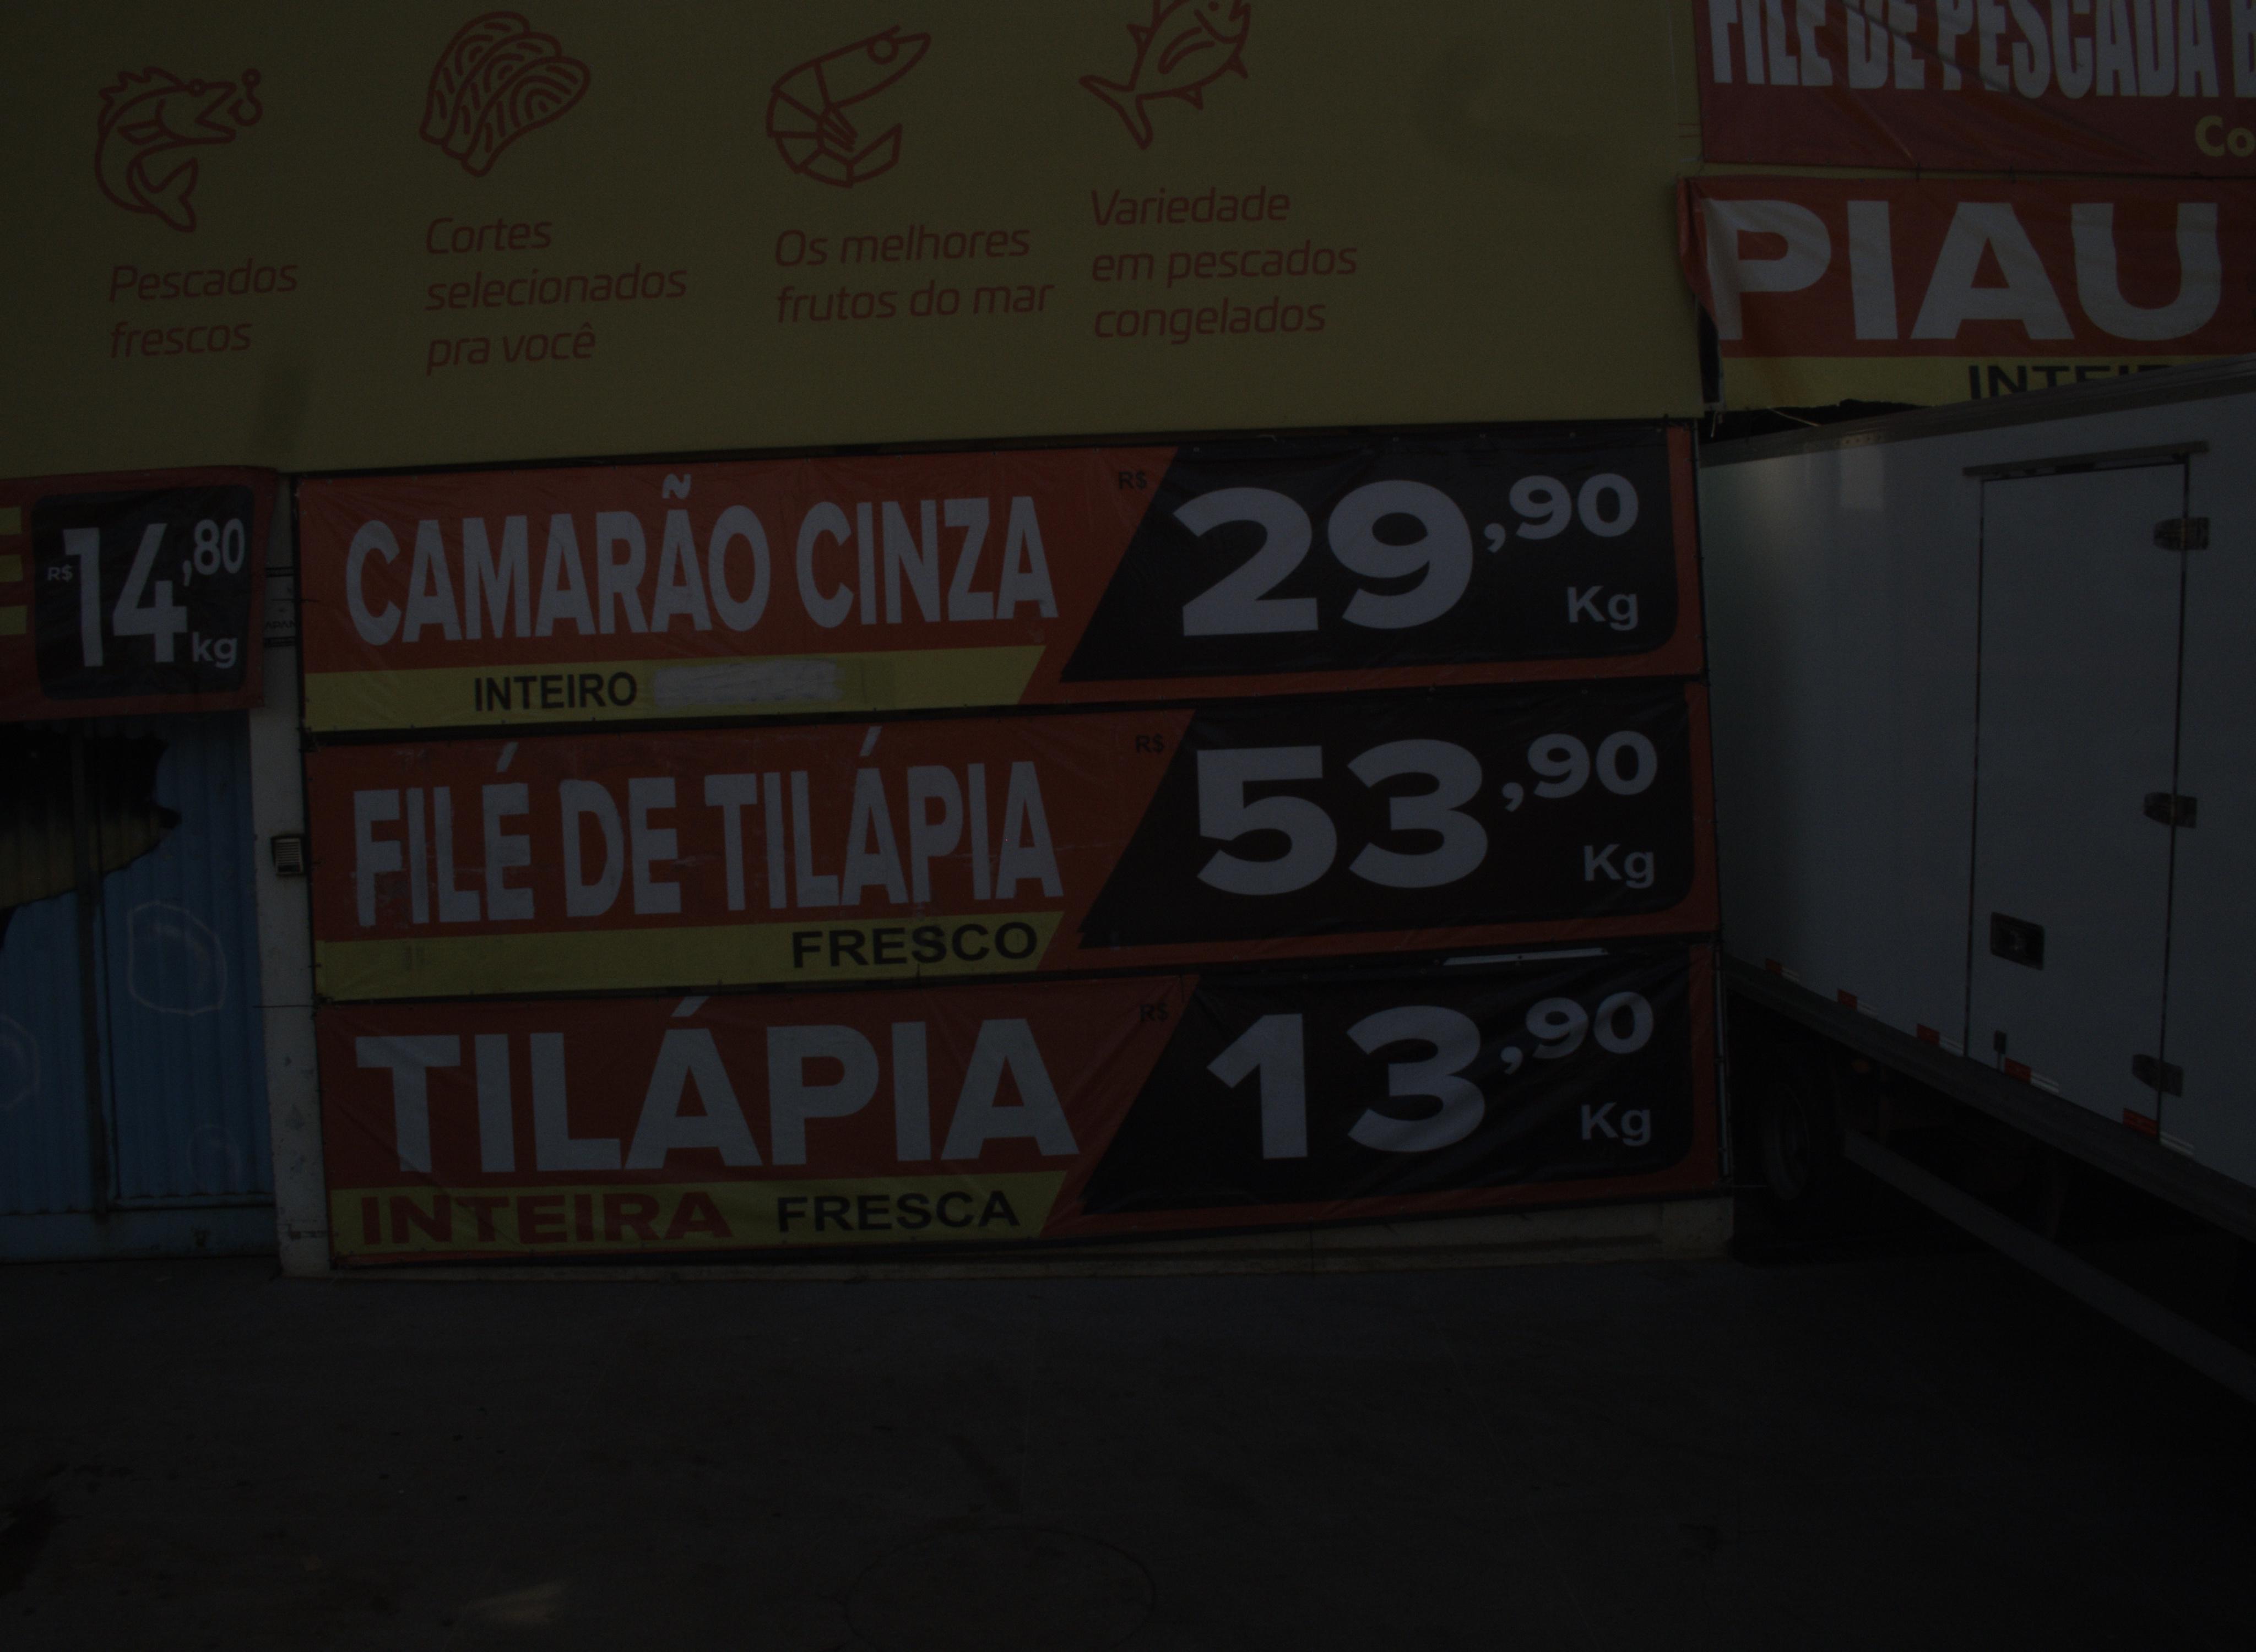 Pescados
frescos
Cortes
selecionados
pra você
Os melhores
frutos do mar
Variedade
em pescados
congelados
FILÉ DE PESCADA
Co
PIAU
R$ 14,80
kg
CAMARÃO CINZA
R$ 29,90
Kg
INTEIRO
FILÉ DE TILÁPIA
R$ 53,90
Kg
FRESCO
TILÁPIA
R$ 13,90
Kg
INTEIRA FRESCA